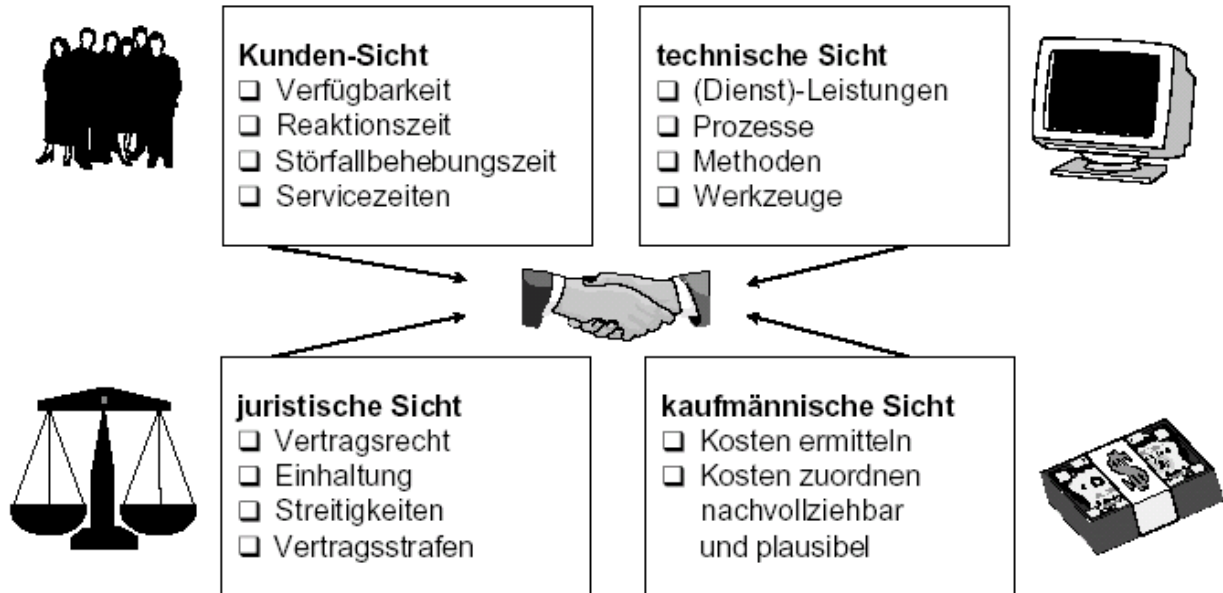 Kunden-Sicht
❑ Verfügbarkeit
❑ Reaktionszeit
❑ Störfallbehebungszeit
❑ Servicezeiten
technische Sicht
❑ (Dienst)-Leistungen
❑ Prozesse
❑ Methoden
❑ Werkzeuge
juristische Sicht
❑ Vertragsrecht
❑ Einhaltung
❑ Streitigkeiten
❑ Vertragsstrafen
kaufmännische Sicht
❑ Kosten ermitteln
❑ Kosten zuordnen
nachvollziehbar
und plausibel